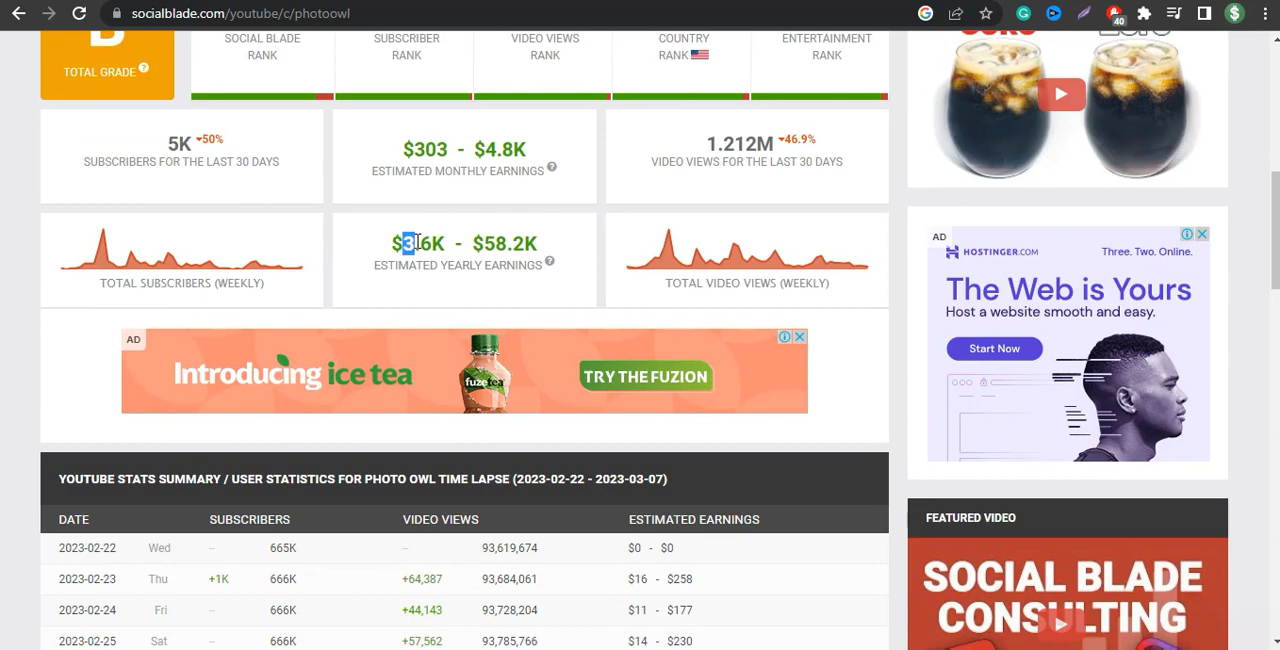 socialblade.com/youtube/c/photoowl
40
TOTAL GRADE ?
SOCIAL BLADE
RANK
SUBSCRIBER
RANK
VIDEO VIEWS
RANK
COUNTRY
RANK
ENTERTAINMENT
RANK
5K 50%
SUBSCRIBERS FOR THE LAST 30 DAYS
$303 - $4.8K
ESTIMATED MONTHLY EARNINGS ?
1.212M 46.9%
VIDEO VIEWS FOR THE LAST 30 DAYS
TOTAL SUBSCRIBERS (WEEKLY)
$3.6K - $58.2K
ESTIMATED YEARLY EARNINGS ?
TOTAL VIDEO VIEWS (WEEKLY)
AD
Introducing ice tea
fuzetea
TRY THE FUZION
YOUTUBE STATS SUMMARY / USER STATISTICS FOR PHOTO OWL TIME LAPSE (2023-02-22 - 2023-03-07)
DATE SUBSCRIBERS VIDEO VIEWS ESTIMATED EARNINGS
2023-02-22 Wed -- 665K -- 93,619,674 $0 - $0
2023-02-23 Thu +1K 666K +64,387 93,684,061 $16 - $258
2023-02-24 Fri -- 666K +44,143 93,728,204 $11 - $177
2023-02-25 Sat -- 666K +57,562 93,785,766 $14 - $230
AD
HOSTINGER.COM Three. Two. Online.
The Web is Yours
Host a website smooth and easy.
Start Now
FEATURED VIDEO
SOCIAL BLADE
CONSULTING